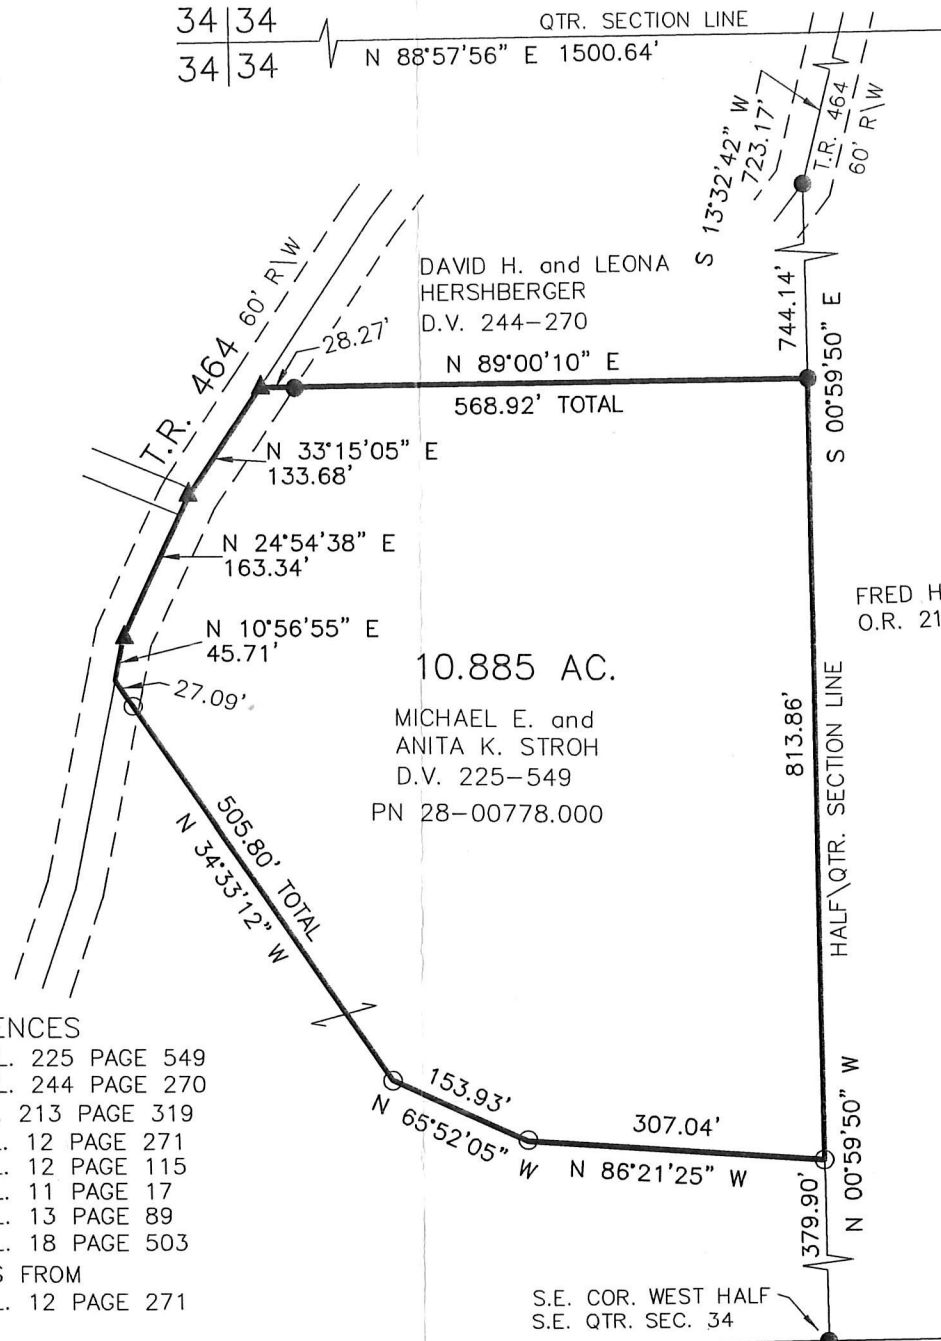 34 34
QTR. SECTION LINE
34 34
N 88°57'56" E 1500.64'
S 13°32'42" W
723.17'
T.R. 464
60' R\W
T.R. 464 60' R\W
DAVID H. and LEONA
HERSHBERGER
D.V. 244-270
744.14'
S 00°59'50" E
28.27'
N 89°00'10" E
568.92' TOTAL
N 33°15'05" E
133.68'
N 24°54'38" E
163.34'
N 10°56'55" E
45.71'
27.09'
FRED H
O.R. 21
10.885 AC.
MICHAEL E. and
ANITA K. STROH
D.V. 225-549
PN 28-00778.000
813.86'
HALF\QTR. SECTION LINE
505.80' TOTAL
N 34°33'12" W
153.93'
N 65°52'05" W
307.04'
N 86°21'25" W
N 00°59'50" W
379.90'
ENCES
L. 225 PAGE 549
L. 244 PAGE 270
. 213 PAGE 319
L. 12 PAGE 271
L. 12 PAGE 115
L. 11 PAGE 17
L. 13 PAGE 89
L. 18 PAGE 503
S FROM
L. 12 PAGE 271
S.E. COR. WEST HALF
S.E. QTR. SEC. 34